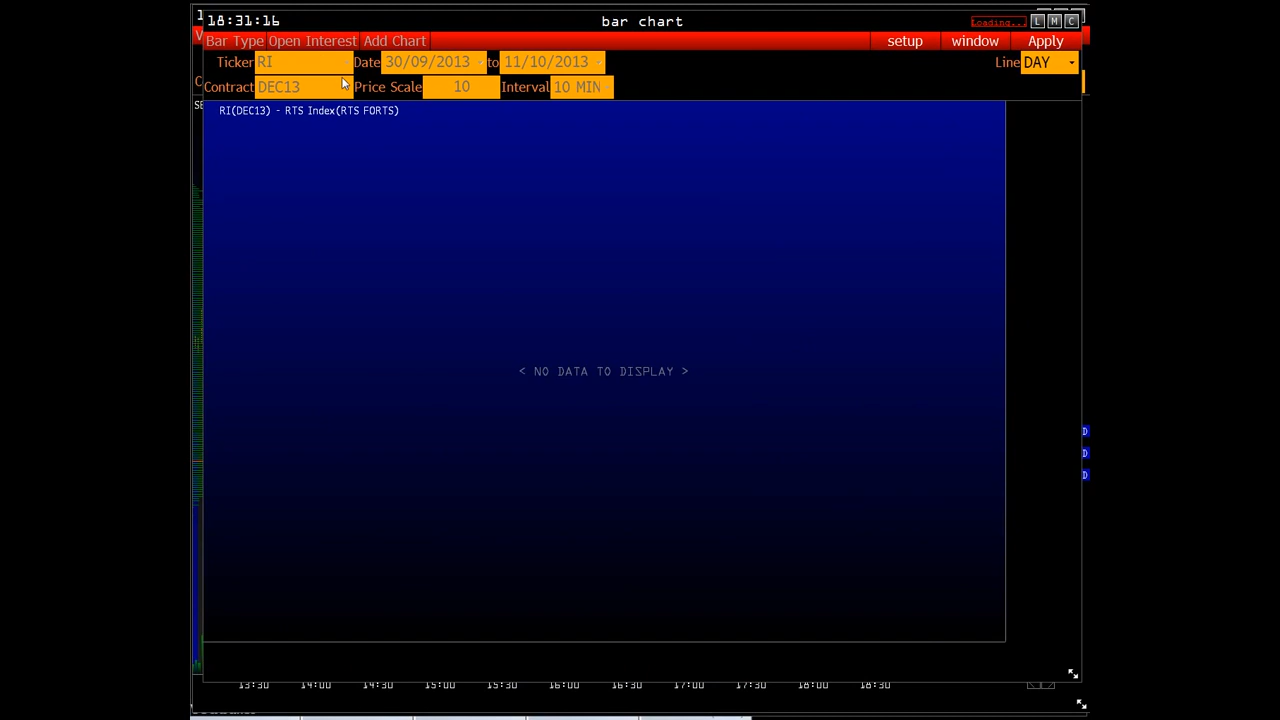 18:31:16 bar chart Loading... L M C
Bar Type Open Interest Add Chart setup window Apply
Ticker RI Date 30/09/2013 to 11/10/2013 Line DAY
Contract DEC13 Price Scale 10 Interval 10 MIN
RI(DEC13) - RTS Index(RTS FORTS)
< NO DATA TO DISPLAY >
13:30 14:00 14:30 15:00 15:30 16:00 16:30 17:00 17:30 18:00 18:30